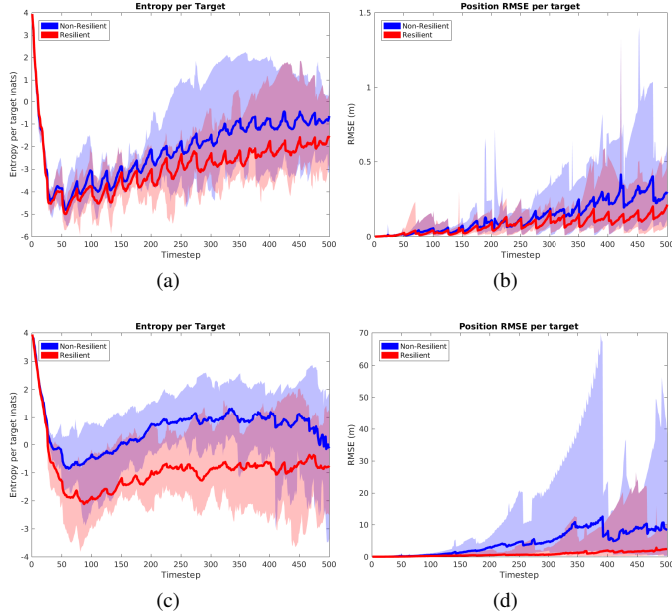 Entropy per Target
Non-Resilient
Resilient
Entropy per target (nats)
4
3
2
1
0
-1
-2
-3
-4
-5
-6
0 50 100 150 200 250 300 350 400 450 500
Timestep
(a)
Position RMSE per target
Non-Resilient
Resilient
RMSE (m)
1.5
1
0.5
0
0 50 100 150 200 250 300 350 400 450 500
Timestep
(b)
Entropy per Target
Non-Resilient
Resilient
Entropy per target (nats)
4
3
2
1
0
-1
-2
-3
-4
0 50 100 150 200 250 300 350 400 450 500
Timestep
(c)
Position RMSE per target
Non-Resilient
Resilient
RMSE (m)
70
60
50
40
30
20
10
0
0 50 100 150 200 250 300 350 400 450 500
Timestep
(d)